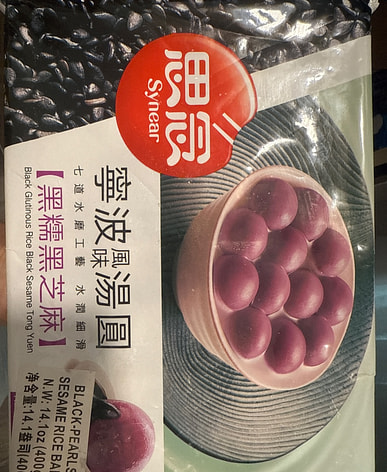 思念
Synear
寧波風味湯圓
七道水磨工藝 水潤細滑
【黑糯黑芝麻】
Black Glutinous Rice Black Sesame Tong Yuen
BLACK-PEARLS
SESAME RICE BA
N.W: 14.1oz (400
净含量:14.1盎司(40